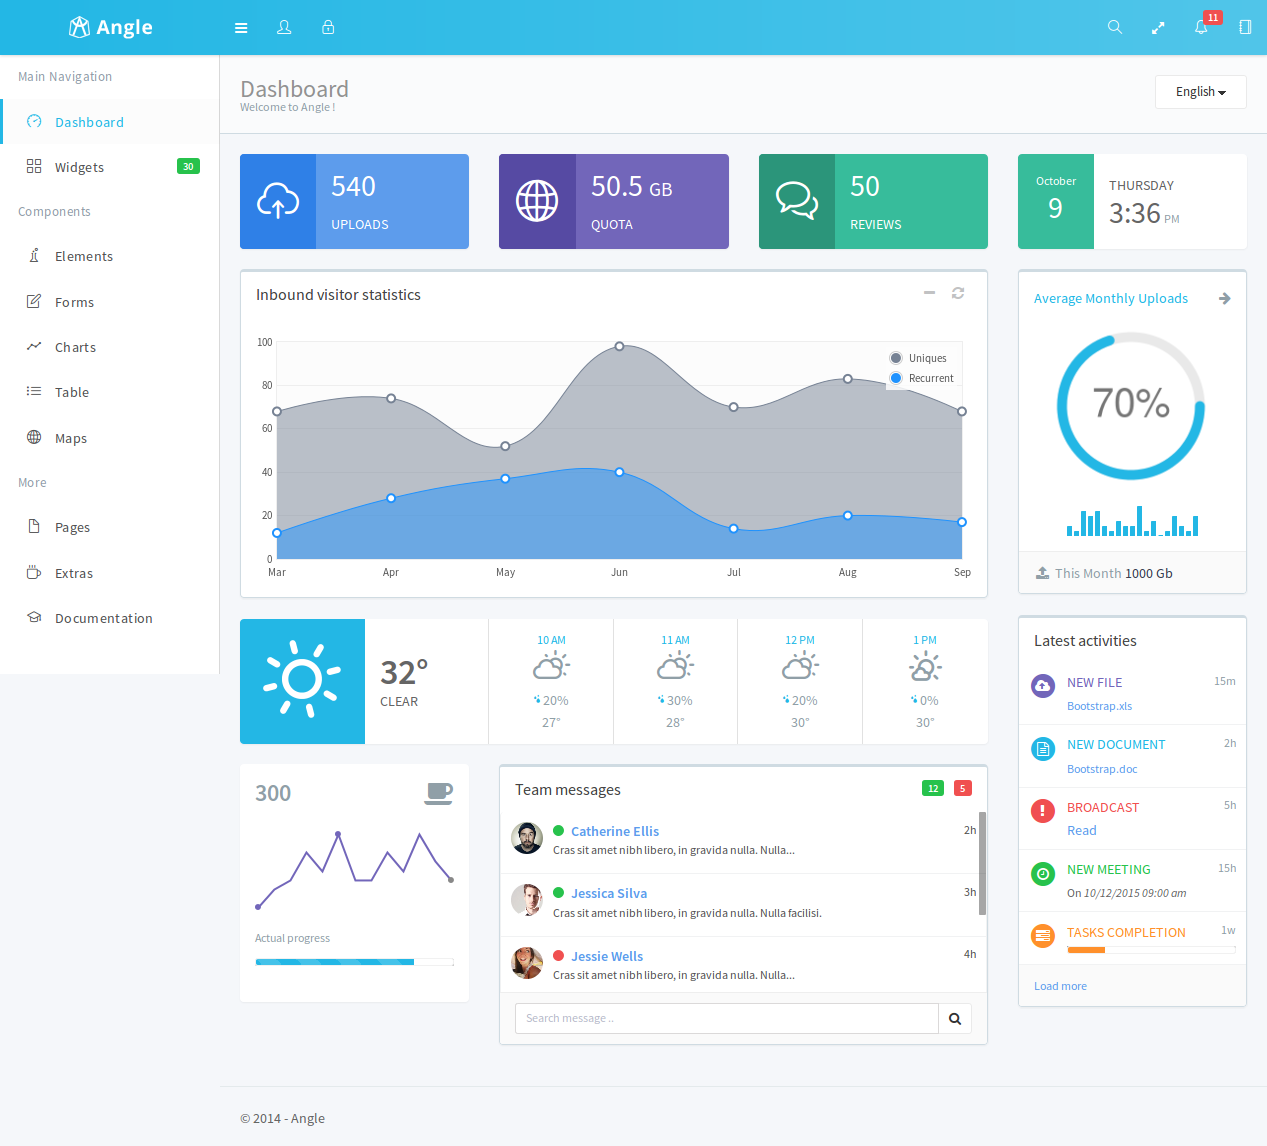 Angle
11
Main Navigation
Dashboard
Widgets 30
Components
Elements
Forms
Charts
Table
Maps
More
Pages
Extras
Documentation
Dashboard
Welcome to Angle !
English
540
UPLOADS
50.5 GB
QUOTA
50
REVIEWS
October
9
THURSDAY
3:36 PM
Inbound visitor statistics
100
80
60
40
20
0
Mar Apr May Jun Jul Aug Sep
Uniques
Recurrent
Average Monthly Uploads
70%
This Month 1000 Gb
32°
CLEAR
10 AM
20%
27°
11 AM
30%
28°
12 PM
20%
30°
1 PM
0%
30°
Latest activities
NEW FILE 15m
Bootstrap.xls
NEW DOCUMENT 2h
Bootstrap.doc
BROADCAST 5h
Read
NEW MEETING 15h
On 10/12/2015 09:00 am
TASKS COMPLETION 1w
Load more
300
Actual progress
Team messages 12 5
Catherine Ellis 2h
Cras sit amet nibh libero, in gravida nulla. Nulla...
Jessica Silva 3h
Cras sit amet nibh libero, in gravida nulla. Nulla facilisi.
Jessie Wells 4h
Cras sit amet nibh libero, in gravida nulla. Nulla...
Search message ..
© 2014 - Angle